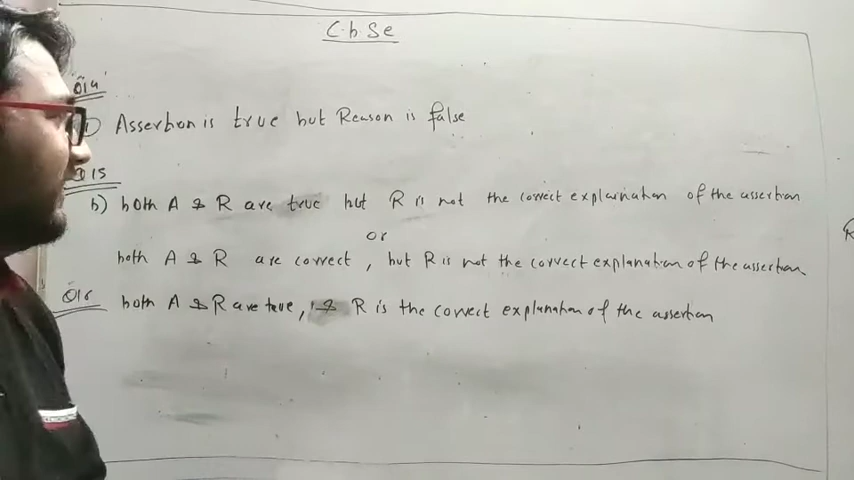 C.b.Se
Q14
Assertion is true but Reason is false
Q15
b) both A & R are true but R is not the correct explaination of the assertion
or
both A & R are correct, but R is not the correct explanation of the assertion
Q16 both A & R are true, & R is the correct explanation of the assertion